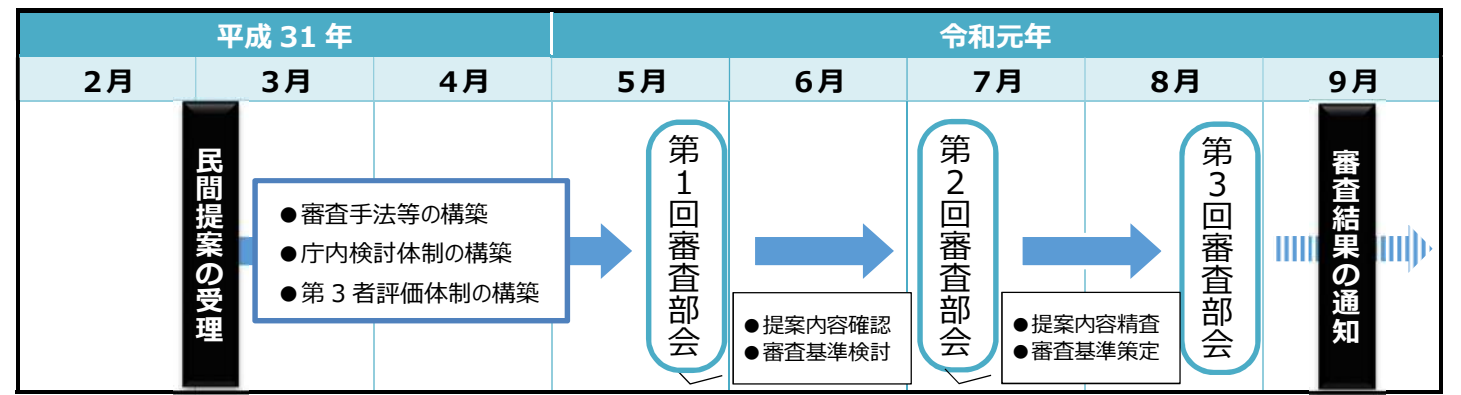 平成 31 年
令和元年
2月
3月
4月
5月
6月
7月
8月
9月
民間提案の受理
●審査手法等の構築
●庁内検討体制の構築
●第 3 者評価体制の構築
第1回審査部会
●提案内容確認
●審査基準検討
第2回審査部会
●提案内容精査
●審査基準策定
第3回審査部会
審査結果の通知